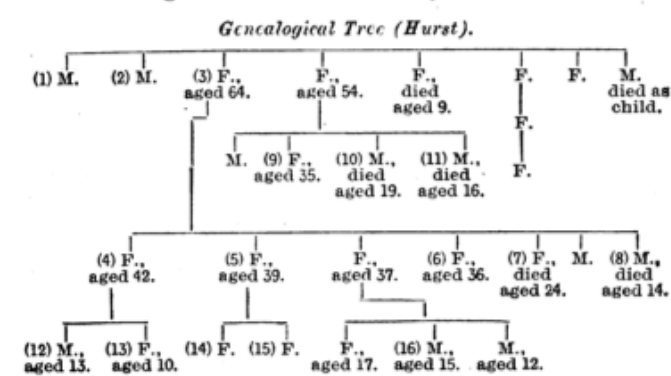 Genealogical Tree (Hurst).
(1) M. (2) M. (3) F., F., F., F. F. M.
aged 64. aged 54. died died as
aged 9. child.
F.
M. (9) F., (10) M., (11) M.,
aged 35. died died F.
aged 19. aged 16.
(4) F., (5) F., F., (6) F., (7) F., M. (8) M.,
aged 42. aged 39. aged 37. aged 36. died died
aged 24. aged 14.
(12) M., (13) F., (14) F. (15) F. F., (16) M., M.,
aged 13. aged 10. aged 17. aged 15. aged 12.